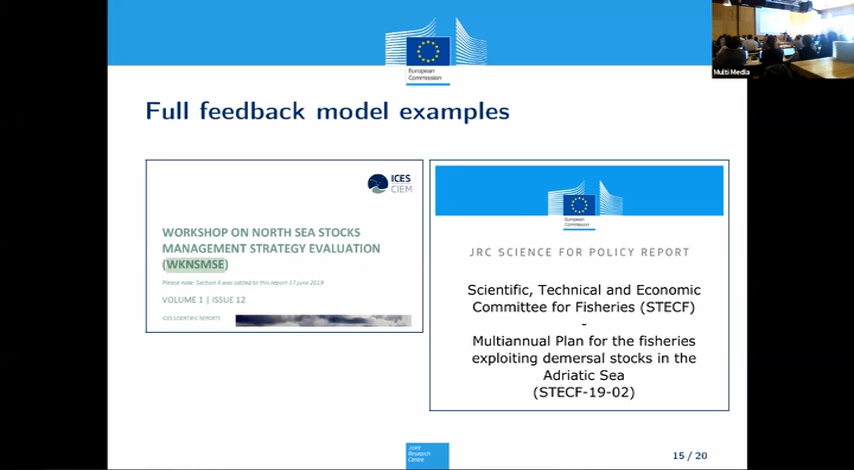 European
Commission
Multi Media
Full feedback model examples
ICES
CIEM
WORKSHOP ON NORTH SEA STOCKS
MANAGEMENT STRATEGY EVALUATION
(WKNSMSE)
Please note: Section 4 was added to this report 17 june 2019
VOLUME 1 | ISSUE 12
ICES SCIENTIFIC REPORTS
European
Commission
JRC SCIENCE FOR POLICY REPORT
Scientific, Technical and Economic
Committee for Fisheries (STECF)
-
Multiannual Plan for the fisheries
exploiting demersal stocks in the
Adriatic Sea
(STECF-19-02)
Joint
Research
Centre
15 / 20